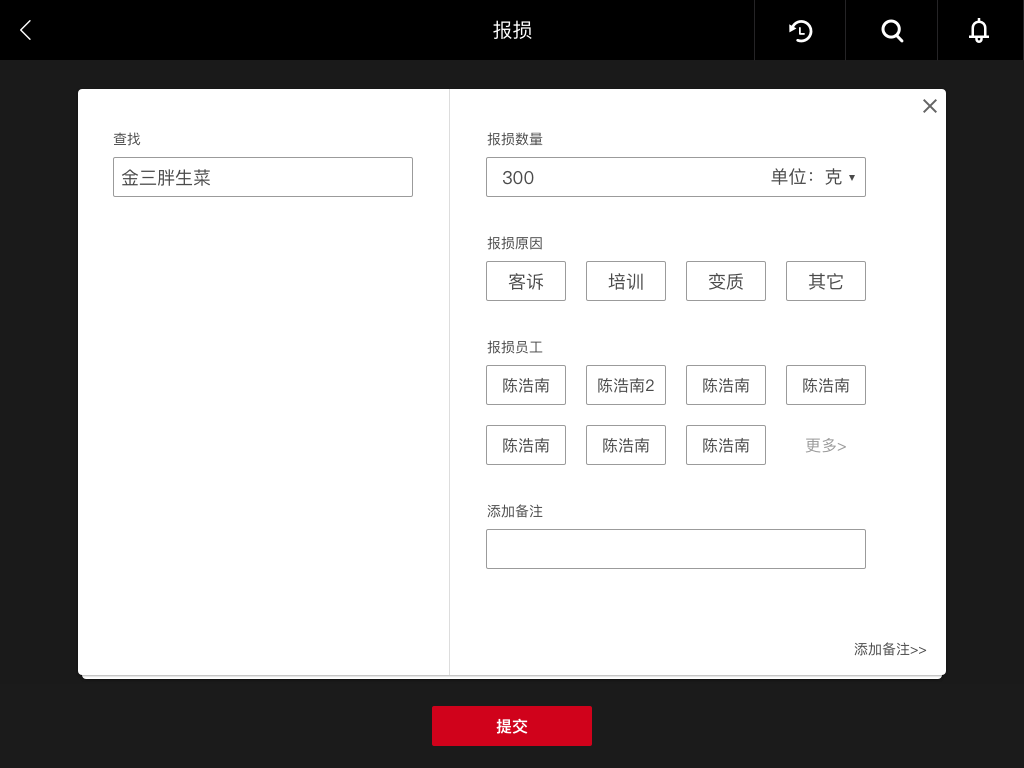 报损
查找
金三胖生菜
报损数量
300 单位：克
报损原因
客诉 培训 变质 其它
报损员工
陈浩南 陈浩南2 陈浩南 陈浩南
陈浩南 陈浩南 陈浩南 更多>
添加备注
添加备注>>
提交